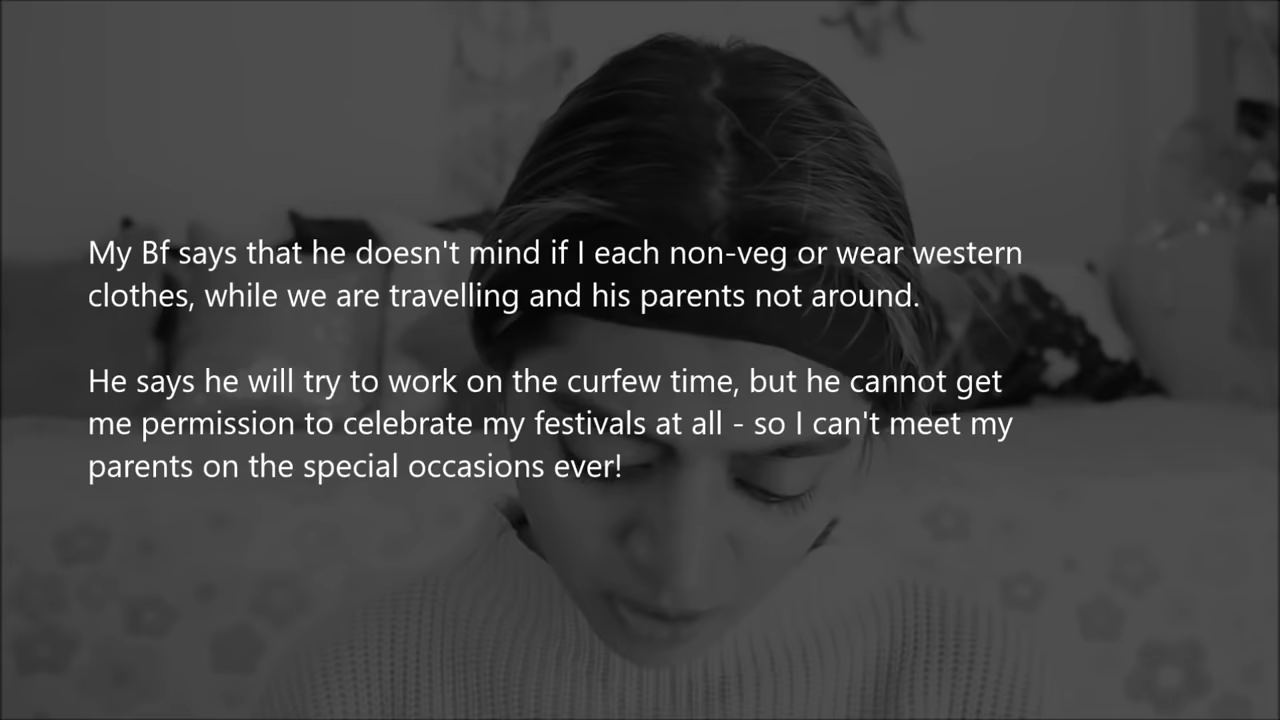 My Bf says that he doesn't mind if I each non-veg or wear western
clothes, while we are travelling and his parents not around.
He says he will try to work on the curfew time, but he cannot get
me permission to celebrate my festivals at all - so I can't meet my
parents on the special occasions ever!